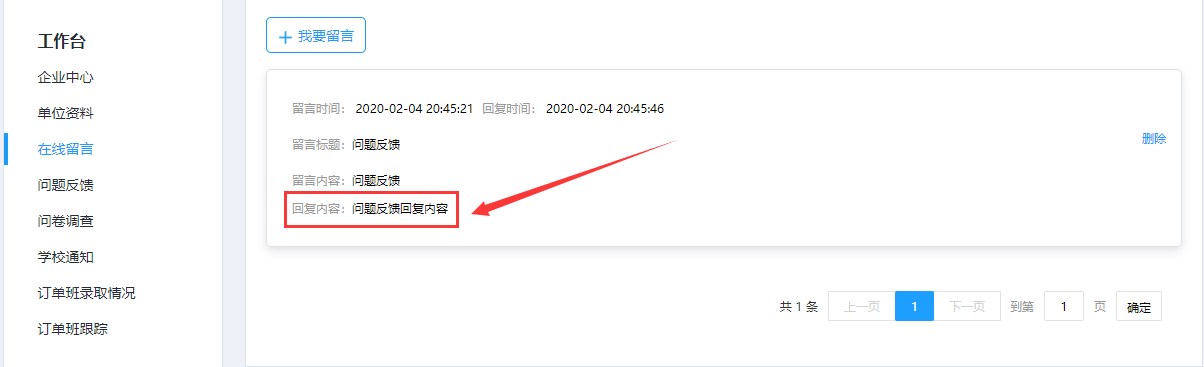 工作台
企业中心
单位资料
在线留言
问题反馈
问卷调查
学校通知
订单班录取情况
订单班跟踪
+ 我要留言
留言时间： 2020-02-04 20:45:21 回复时间： 2020-02-04 20:45:46
留言标题：问题反馈
删除
留言内容：问题反馈
回复内容：问题反馈回复内容
共 1 条 上一页 1 下一页 到第 1 页 确定